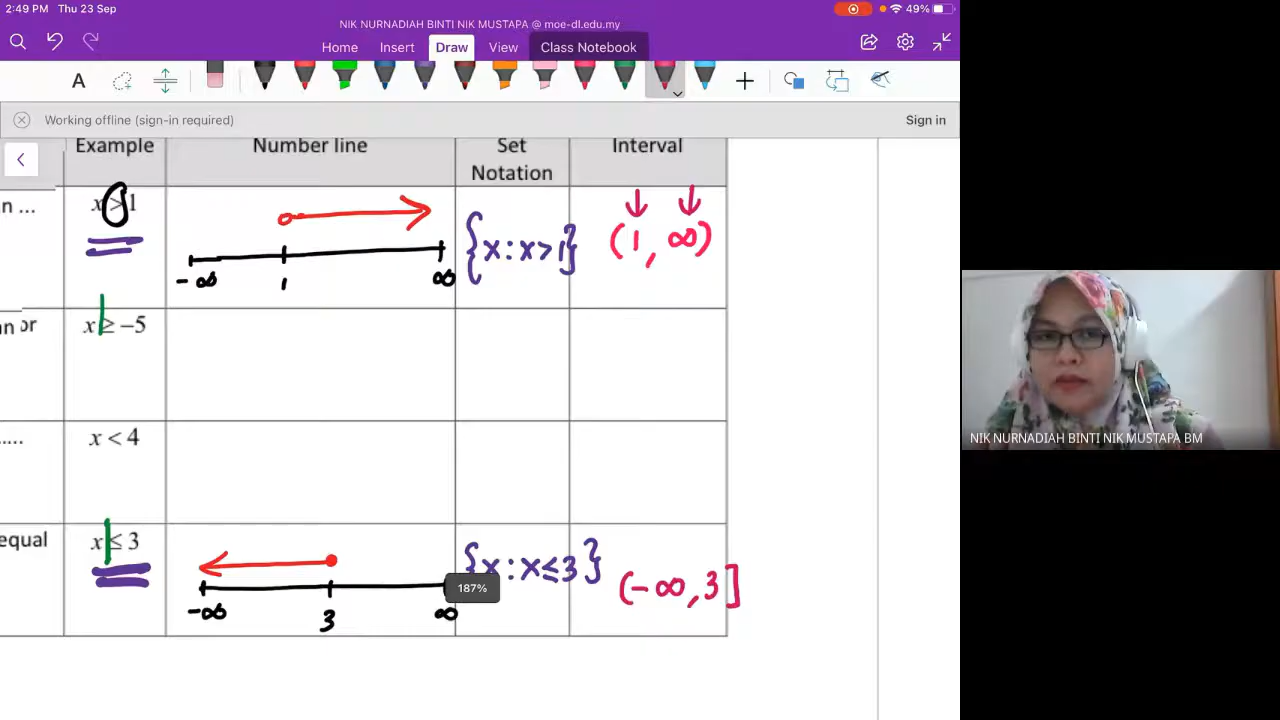 2:49 PM Thu 23 Sep
49%
NIK NURNADIAH BINTI NIK MUSTAPA @ moe-dl.edu.my
Home Insert Draw View Class Notebook
A
Working offline (sign-in required) Sign in
Example Number line Set Notation Interval
n ... x > 1 {x : x > 1} (1, ∞)
-∞ 1 ∞
an or x ≥ −5
..... x < 4
equal x ≤ 3 {x : x ≤ 3} (-∞, 3]
187%
-∞ 3 ∞
NIK NURNADIAH BINTI NIK MUSTAPA BM